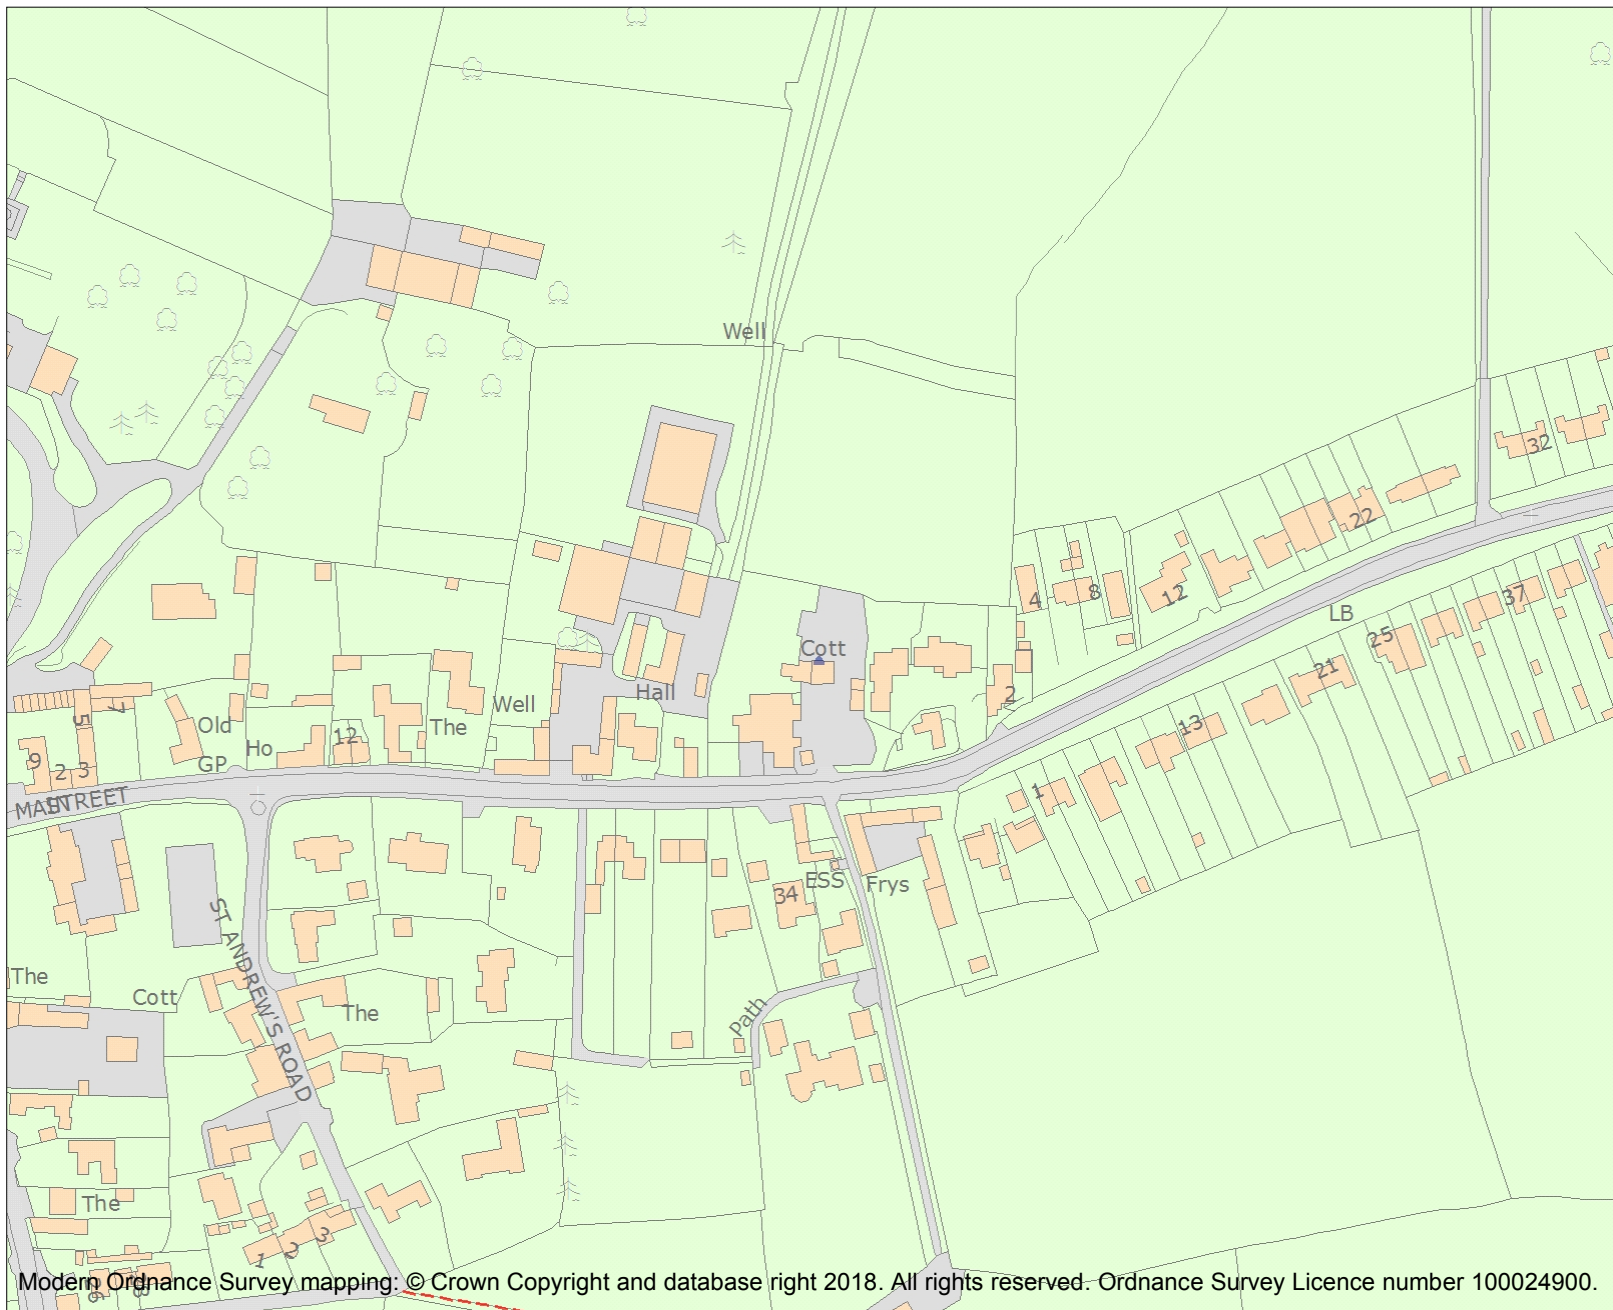 Well
32
22
4
8
12
37
LB
25
Cott
21
Hall
2
Well
5
7
Old
The
12
13
Ho
9
2
3
GP
1
STREET
34
ESS
Frys
ST ANDREW'S ROAD
The
Cott
The
Path
The
1
2
3
Modern Ordnance Survey mapping: © Crown Copyright and database right 2018. All rights reserved. Ordnance Survey Licence number 100024900.